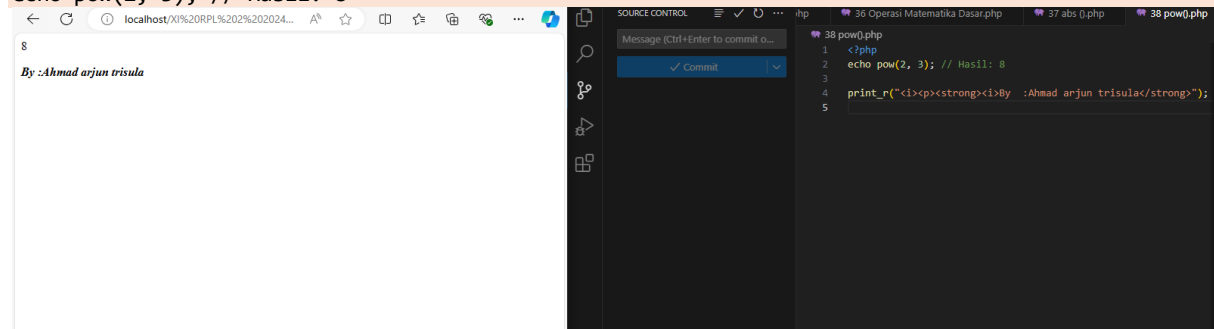 echo pow(2, 3); // Hasil: 8
localhost/XI%20RPL%202%202024...
8
By :Ahmad arjun trisula
SOURCE CONTROL
Message (Ctrl+Enter to commit o...
Commit
hp
36 Operasi Matematika Dasar.php
37 abs ().php
38 pow().php
38 pow().php
1 <?php
2 echo pow(2, 3); // Hasil: 8
3
4 print_r("<i><p><strong><i>By :Ahmad arjun trisula</strong>");
5